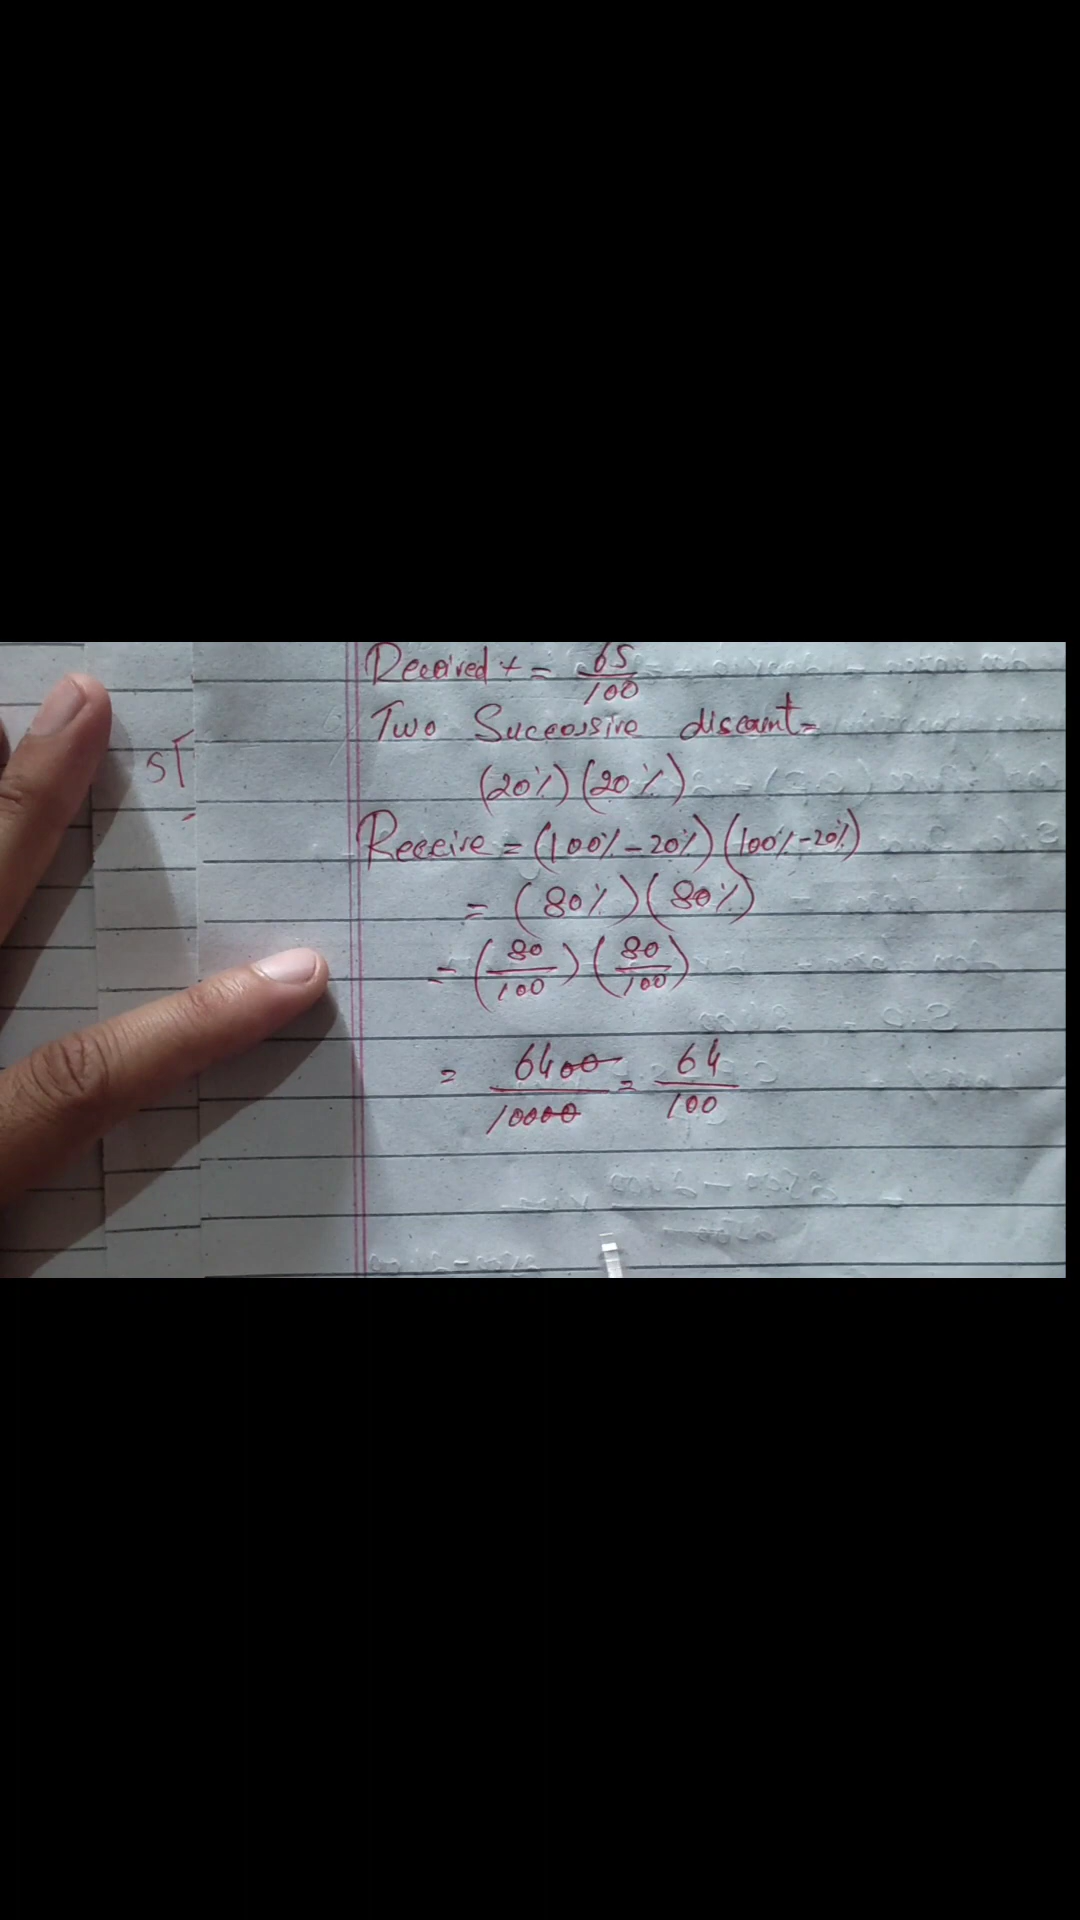 Received + = 65/100
Two Successive discount=
(20%) (20%)
5
Receive = (100% - 20%) (100% - 20%)
= (80%) (80%)
= (80/100) (80/100)
= 6400/10000 = 64/100